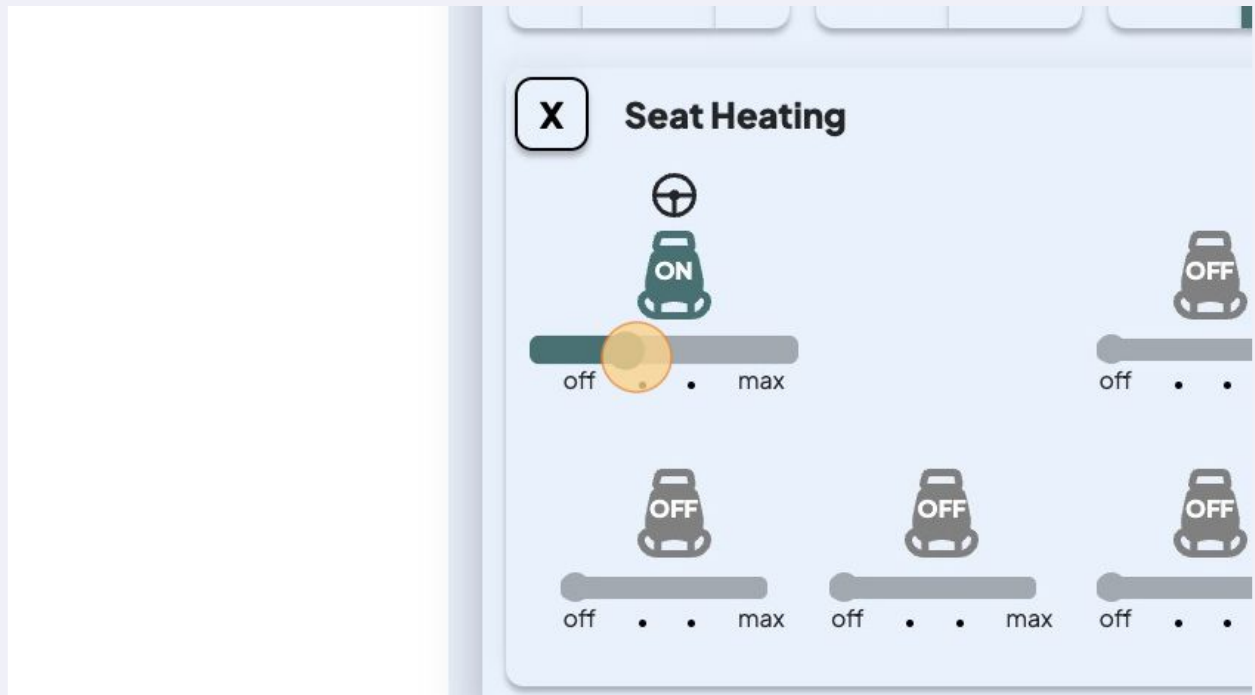 X Seat Heating
ON OFF
off . . max off . .
OFF OFF OFF
off . . max off . . max off . .